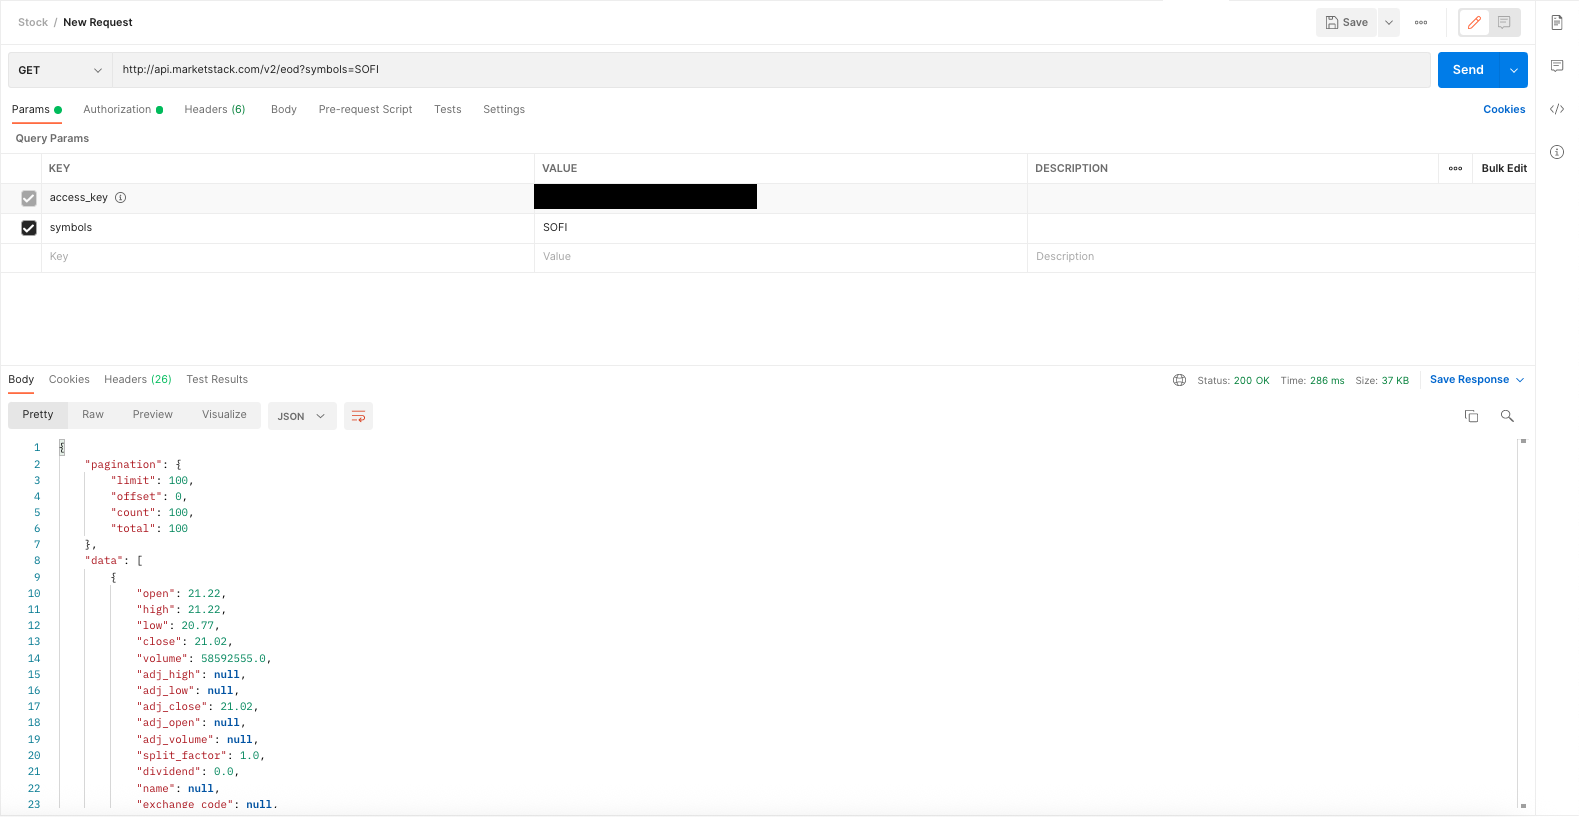 Stock / New Request
Save
GET http://api.marketstack.com/v2/eod?symbols=SOFI Send
Params Authorization Headers (6) Body Pre-request Script Tests Settings Cookies
Query Params
KEY VALUE DESCRIPTION Bulk Edit
access_key
symbols SOFI
Key Value Description
Body Cookies Headers (26) Test Results Status: 200 OK Time: 286 ms Size: 37 KB Save Response
Pretty Raw Preview Visualize JSON
1 {
2 "pagination": {
3 "limit": 100,
4 "offset": 0,
5 "count": 100,
6 "total": 100
7 },
8 "data": [
9 {
10 "open": 21.22,
11 "high": 21.22,
12 "low": 20.77,
13 "close": 21.02,
14 "volume": 58592555.0,
15 "adj_high": null,
16 "adj_low": null,
17 "adj_close": 21.02,
18 "adj_open": null,
19 "adj_volume": null,
20 "split_factor": 1.0,
21 "dividend": 0.0,
22 "name": null,
23 "exchange_code": null,